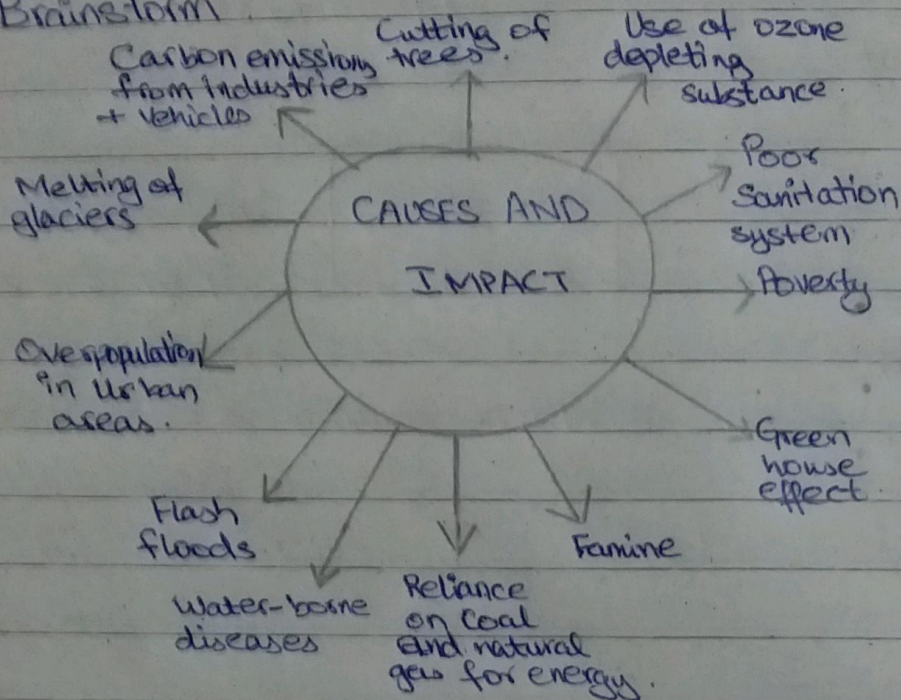 Brainstorm
Cutting of
trees.
Use of ozone
depleting
substance.
Carbon emissions
from industries
+ vehicles
Poor
Sanitation
system
Melting of
glaciers
CAUSES AND
IMPACT
Poverty
Overpopulation
in Urban
areas.
Green
house
effect.
Flash
floods.
Famine
Water-borne
diseases
Reliance
on coal
and natural
gas for energy.